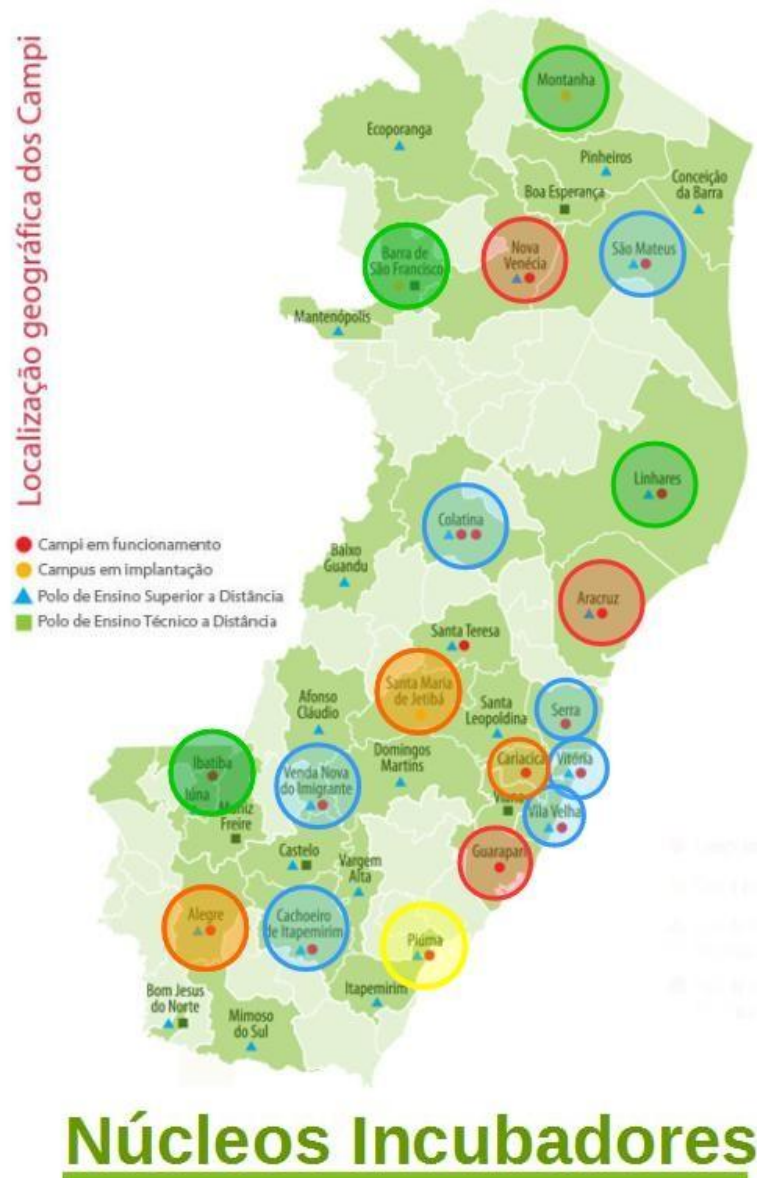 Localização geográfica dos Campi
Montanha
Ecoporanga
Pinheiros
Conceição
da Barra
Boa Esperança
Barra de
São Francisco
Nova
Venécia
São Mateus
Mantenópolis
Linhares
Colatina
Campi em funcionamento
Campus em implantação
Polo de Ensino Superior a Distância
Polo de Ensino Técnico a Distância
Baixo
Guandu
Aracruz
Santa Teresa
Santa Maria
de Jetibá
Afonso
Cláudio
Santa
Leopoldina
Serra
Ibatiba
Iúna
Muniz
Freire
Venda Nova
do Imigrante
Domingos
Martins
Cariacica
Vitória
Viana
Vila Velha
Castelo
Vargem
Alta
Guarapari
Alegre
Cachoeiro
de Itapemirim
Piúma
Bom Jesus
do Norte
Itapemirim
Mimoso
do Sul
Núcleos Incubadores